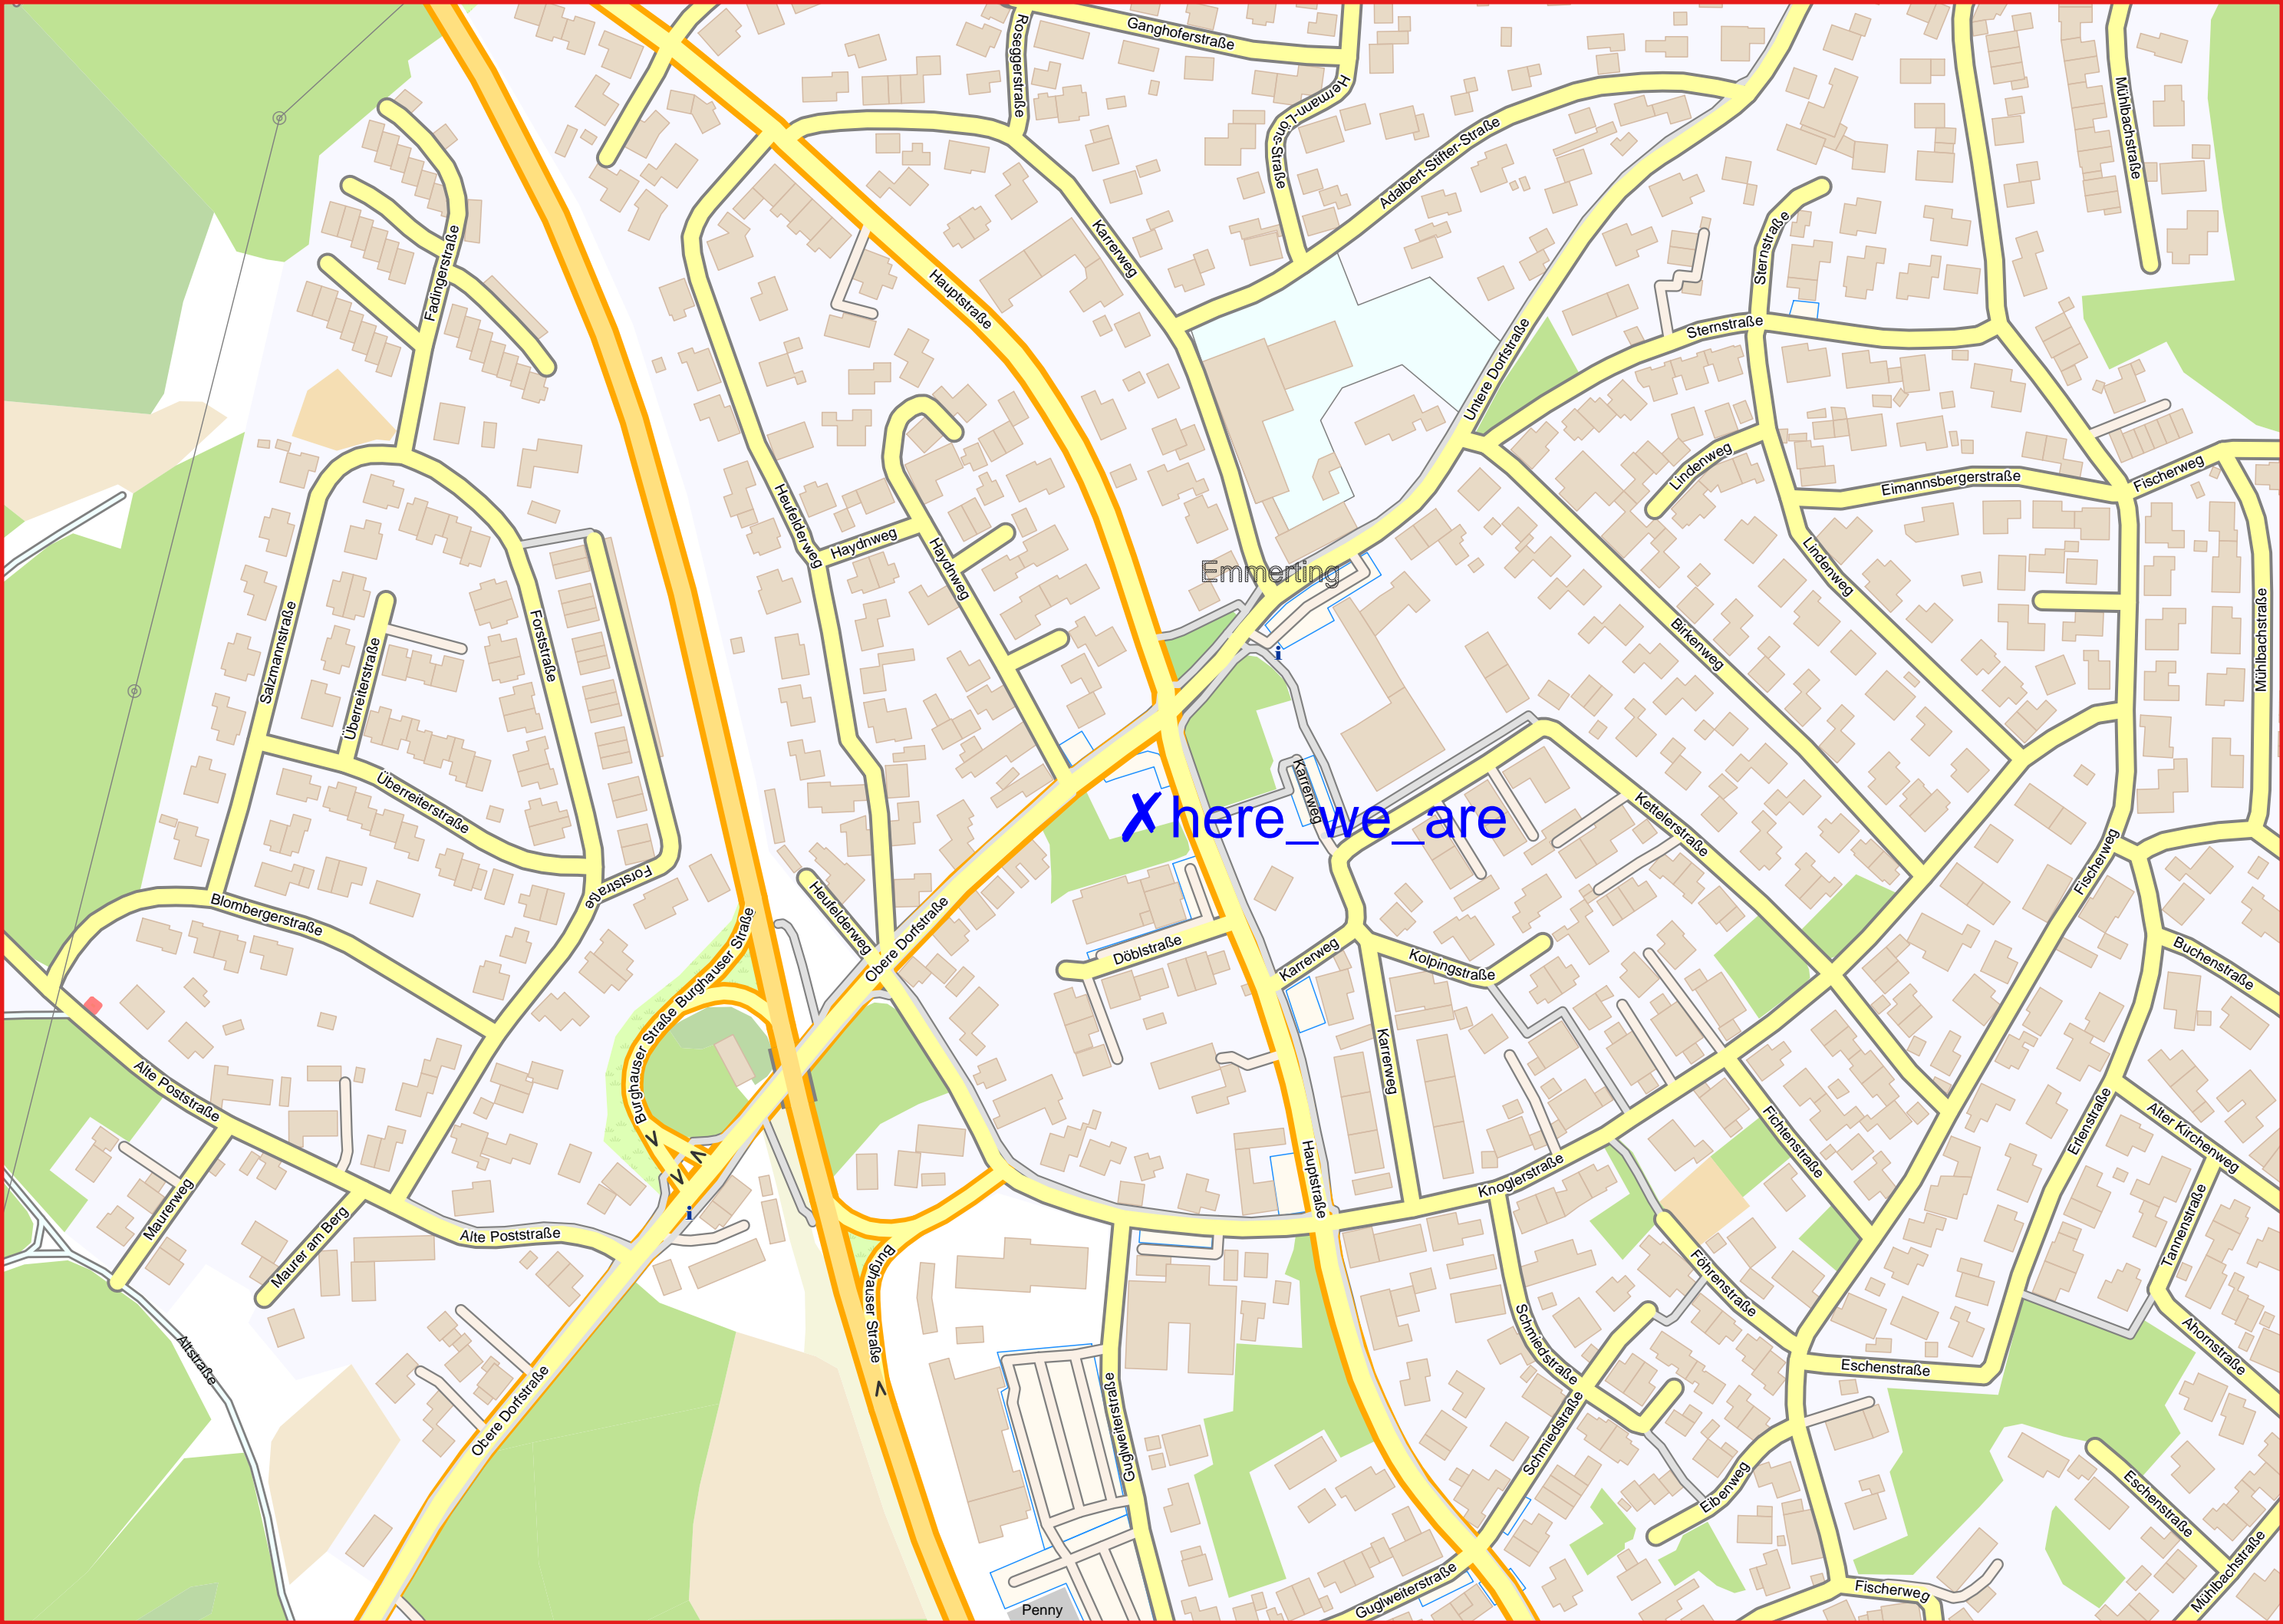 Ganghoferstraße
Roseggerstraße
Hermann-Löns-Straße
Mühlbachstraße
Adalbert-Stifter-Straße
Karrerweg
Sternstraße
Fadingerstraße
Hauptstraße
Sternstraße
Untere Dorfstraße
Lindenweg
Fischerweg
Eimannsbergerstraße
Heufelderweg
Haydnweg
Haydnweg
Lindenweg
Emmerting
Salzmannstraße
Forststraße
Überreiterstraße
Birkenweg
Mühlbachstraße
i
Karrerweg
✗here_we_are
Überreiterstraße
Kettelerstraße
Fischerweg
Forststraße
Blombergerstraße
Heufelderweg
Obere Dorfstraße
Burghauser Straße
Döblstraße
Karrerweg
Kolpingstraße
Buchenstraße
Burghauser Straße
Karrerweg
Alte Poststraße
Fichtenstraße
Erlenstraße
Alter Kirchenweg
Maurerweg
Hauptstraße
Knoglerstraße
Tannenstraße
i
Maurer am Berg
Alte Poststraße
Burghauser Straße
Föhrenstraße
Altstraße
Schmiedstraße
Ahornstraße
Eschenstraße
Obere Dorfstraße
Guglweiterstraße
Schmiedstraße
Eibenweg
Eschenstraße
Mühlbachstraße
Guglweiterstraße
Fischerweg
Penny